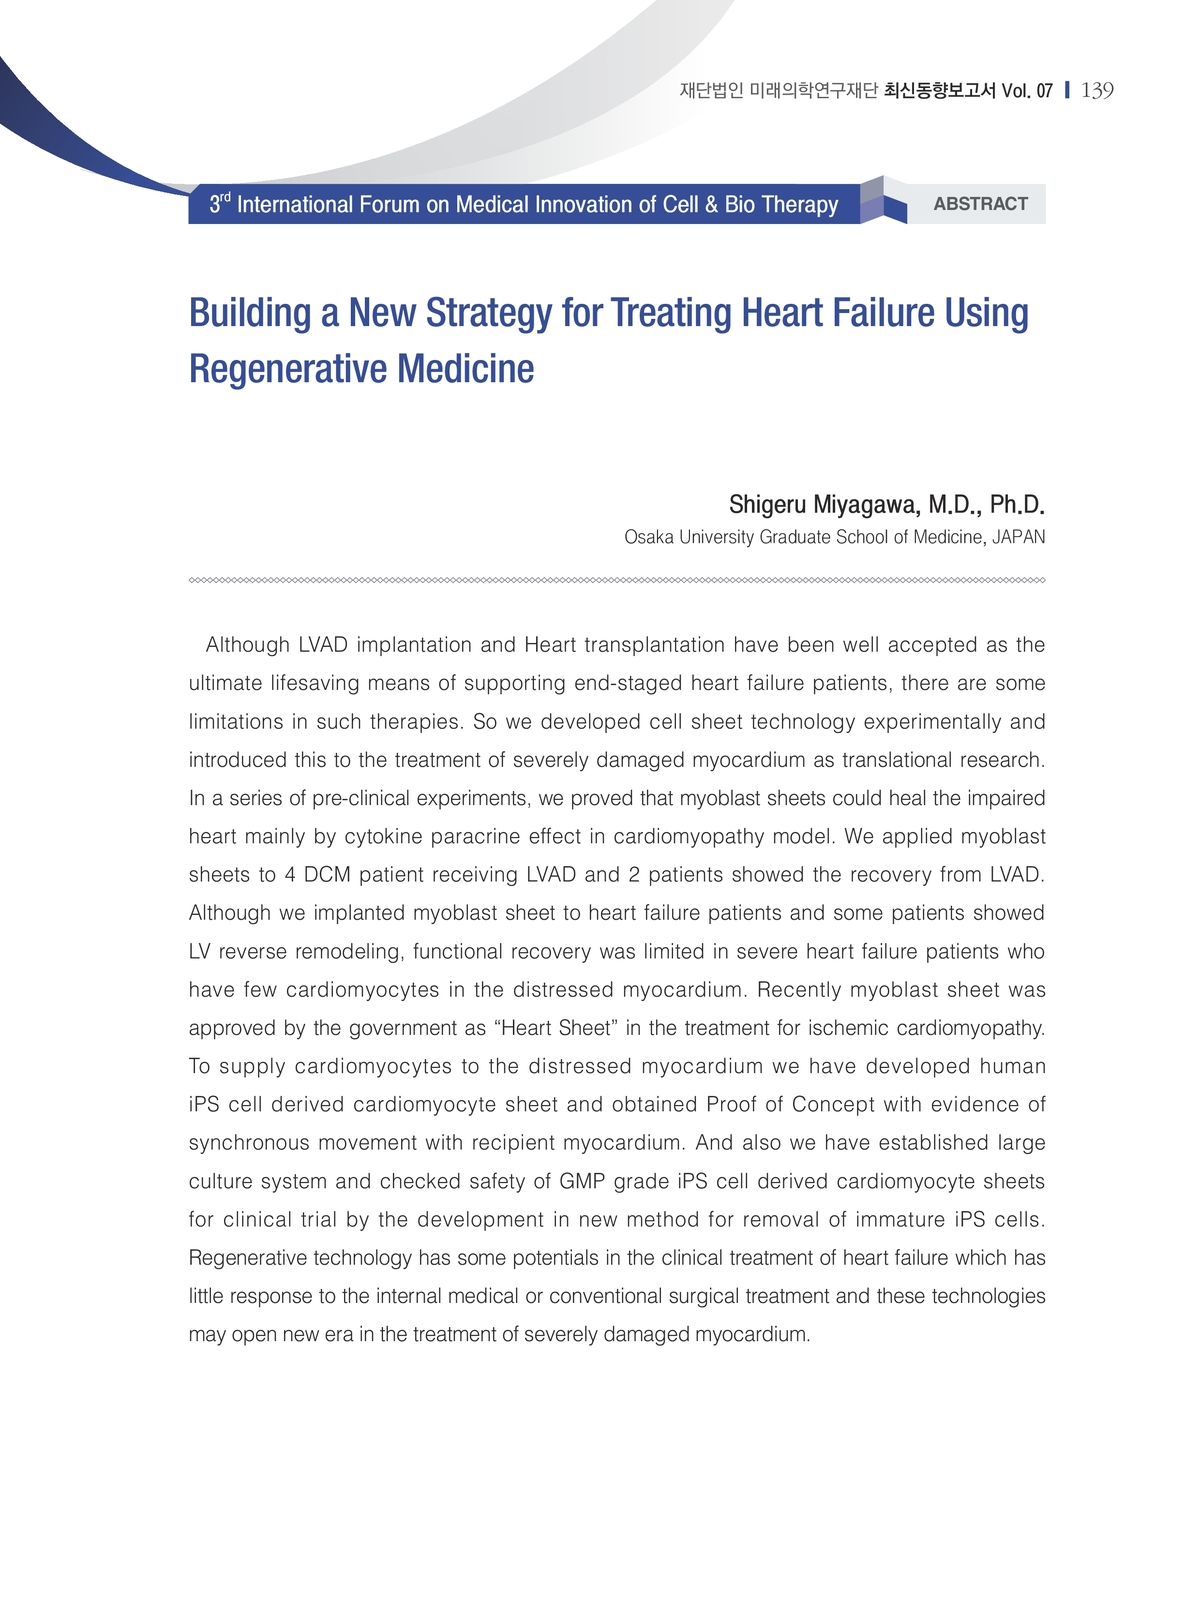 재단법인 미래의학연구재단 최신동향보고서 Vol. 07 139
3rd International Forum on Medical Innovation of Cell & Bio Therapy ABSTRACT
Building a New Strategy for Treating Heart Failure Using
Regenerative Medicine
Shigeru Miyagawa, M.D., Ph.D.
Osaka University Graduate School of Medicine, JAPAN
Although LVAD implantation and Heart transplantation have been well accepted as the
ultimate lifesaving means of supporting end-staged heart failure patients, there are some
limitations in such therapies. So we developed cell sheet technology experimentally and
introduced this to the treatment of severely damaged myocardium as translational research.
In a series of pre-clinical experiments, we proved that myoblast sheets could heal the impaired
heart mainly by cytokine paracrine effect in cardiomyopathy model. We applied myoblast
sheets to 4 DCM patient receiving LVAD and 2 patients showed the recovery from LVAD.
Although we implanted myoblast sheet to heart failure patients and some patients showed
LV reverse remodeling, functional recovery was limited in severe heart failure patients who
have few cardiomyocytes in the distressed myocardium. Recently myoblast sheet was
approved by the government as “Heart Sheet” in the treatment for ischemic cardiomyopathy.
To supply cardiomyocytes to the distressed myocardium we have developed human
iPS cell derived cardiomyocyte sheet and obtained Proof of Concept with evidence of
synchronous movement with recipient myocardium. And also we have established large
culture system and checked safety of GMP grade iPS cell derived cardiomyocyte sheets
for clinical trial by the development in new method for removal of immature iPS cells.
Regenerative technology has some potentials in the clinical treatment of heart failure which has
little response to the internal medical or conventional surgical treatment and these technologies
may open new era in the treatment of severely damaged myocardium.